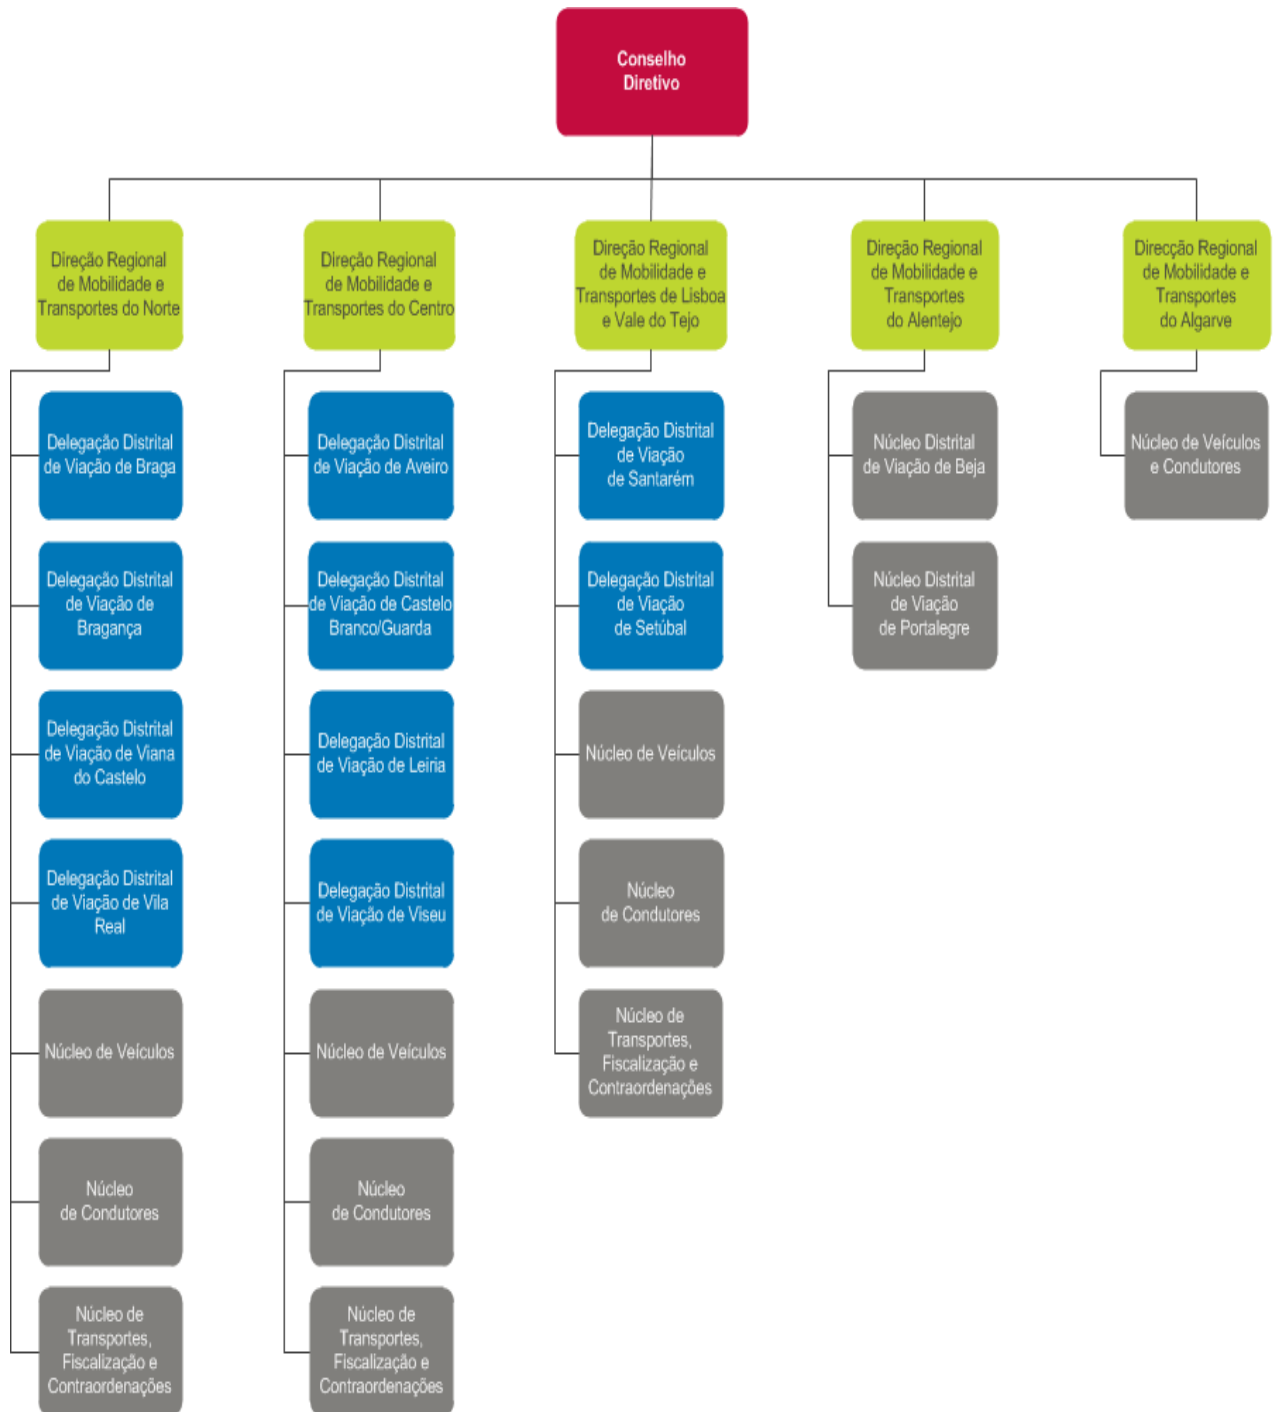 Conselho
Diretivo
Direção Regional
de Mobilidade e
Transportes do Norte
Direção Regional
de Mobilidade e
Transportes do Centro
Direção Regional
de Mobilidade e
Transportes de Lisboa
e Vale do Tejo
Direção Regional
de Mobilidade e
Transportes
do Alentejo
Direcção Regional
de Mobilidade e
Transportes
do Algarve
Delegação Distrital
de Viação de Braga
Delegação Distrital
de Viação de
Bragança
Delegação Distrital
de Viação de Viana
do Castelo
Delegação Distrital
de Viação de Vila
Real
Núcleo de Veículos
Núcleo
de Condutores
Núcleo de
Transportes,
Fiscalização e
Contraordenações
Delegação Distrital
de Viação de Aveiro
Delegação Distrital
de Viação de Castelo
Branco/Guarda
Delegação Distrital
de Viação de Leiria
Delegação Distrital
de Viação de Viseu
Núcleo de Veículos
Núcleo
de Condutores
Núcleo de
Transportes,
Fiscalização e
Contraordenações
Delegação Distrital
de Viação
de Santarém
Delegação Distrital
de Viação
de Setúbal
Núcleo de Veículos
Núcleo
de Condutores
Núcleo de
Transportes,
Fiscalização e
Contraordenações
Núcleo Distrital
de Viação de Beja
Núcleo Distrital
de Viação
de Portalegre
Núcleo de Veículos
e Condutores